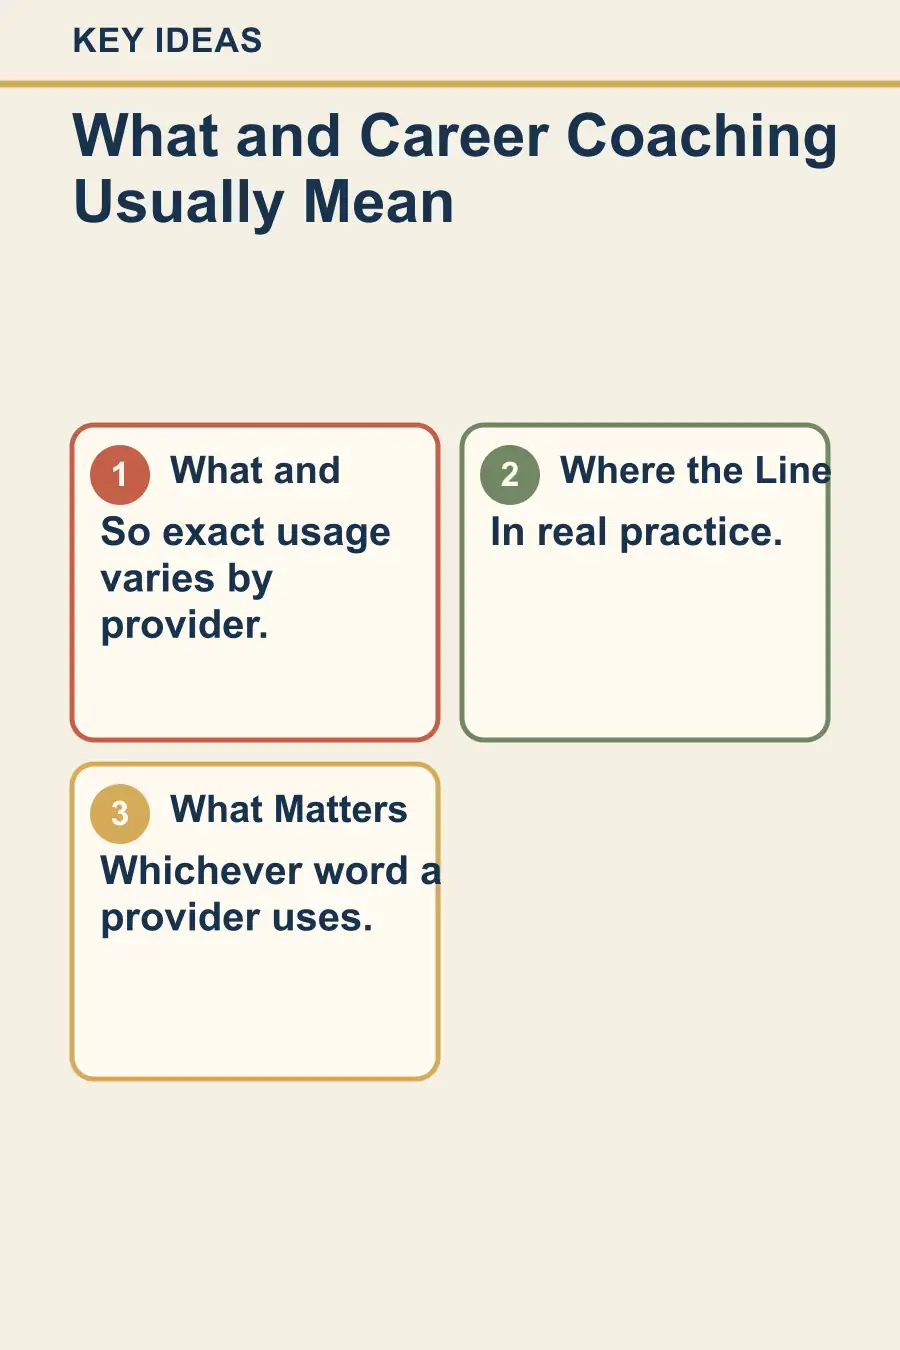 KEY IDEAS
What and Career Coaching
Usually Mean
1 What and
So exact usage
varies by
provider.
2 Where the Line
In real practice.
3 What Matters
Whichever word a
provider uses.